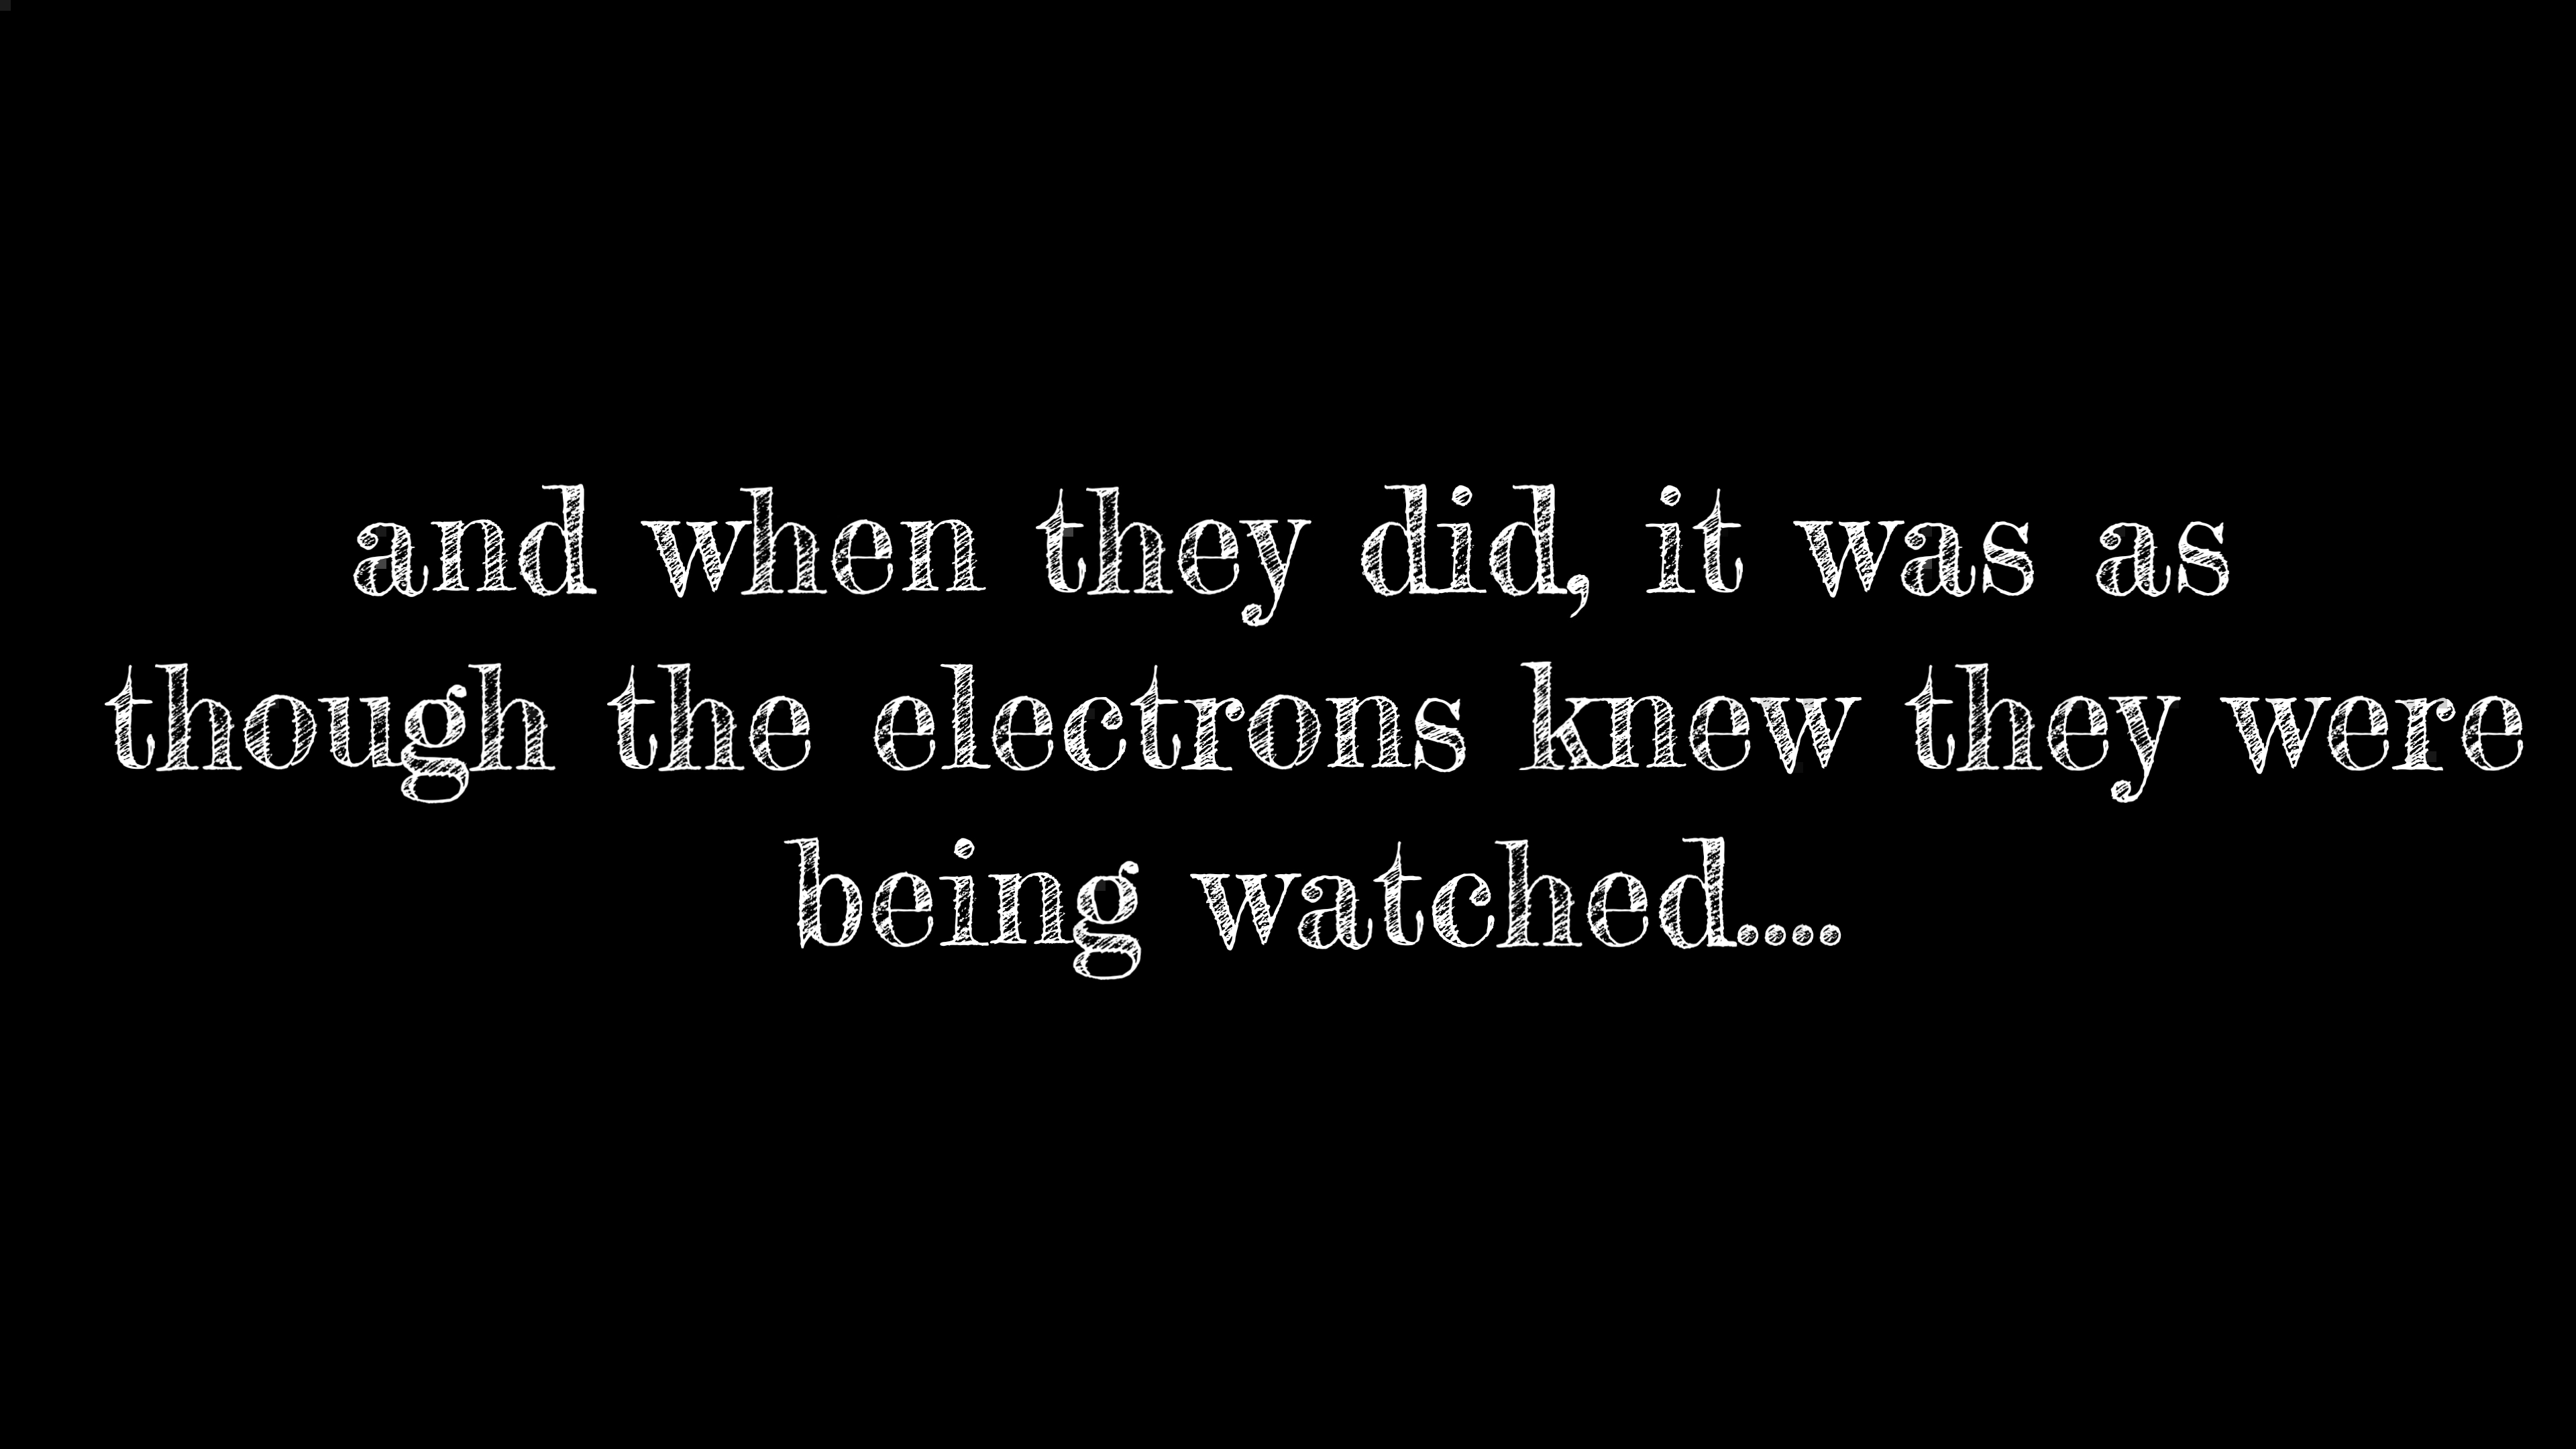 and when they did, it was as
though the electrons knew they were
being watched....